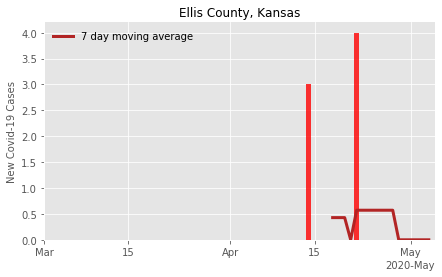 Ellis County, Kansas
7 day moving average
New Covid-19 Cases
4.0
3.5
3.0
2.5
2.0
1.5
1.0
0.5
0.0
Mar
15
Apr
15
May
2020-May